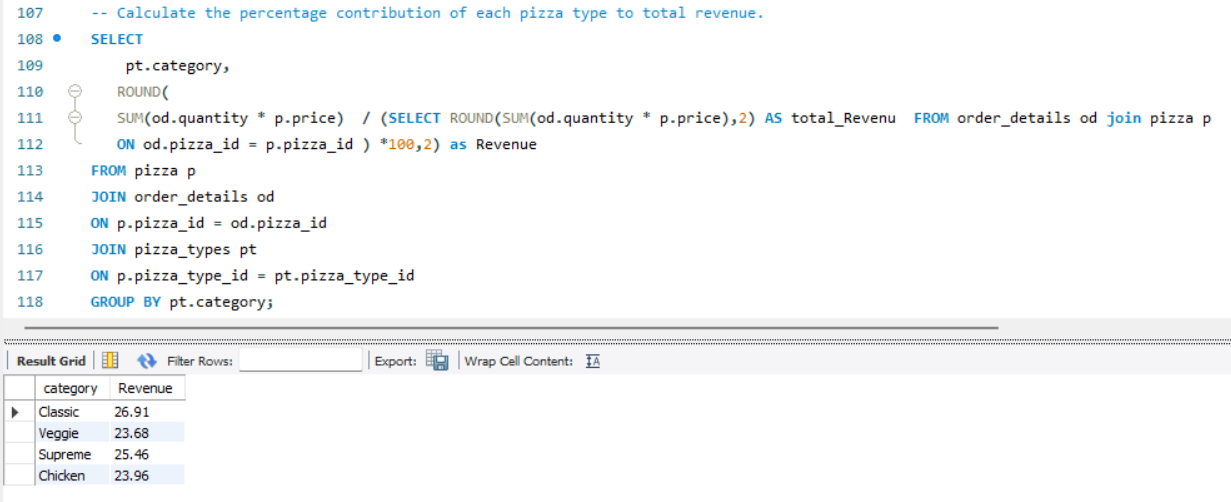 107 -- Calculate the percentage contribution of each pizza type to total revenue.
108 SELECT
109 pt.category,
110 ROUND(
111 SUM(od.quantity * p.price)  / (SELECT ROUND(SUM(od.quantity * p.price),2) AS total_Revenu  FROM order_details od join pizza p
112 ON od.pizza_id = p.pizza_id ) *100,2) as Revenue
113 FROM pizza p
114 JOIN order_details od
115 ON p.pizza_id = od.pizza_id
116 JOIN pizza_types pt
117 ON p.pizza_type_id = pt.pizza_type_id
118 GROUP BY pt.category;
Result Grid Filter Rows: Export: Wrap Cell Content: IA
category Revenue
Classic 26.91
Veggie 23.68
Supreme 25.46
Chicken 23.96